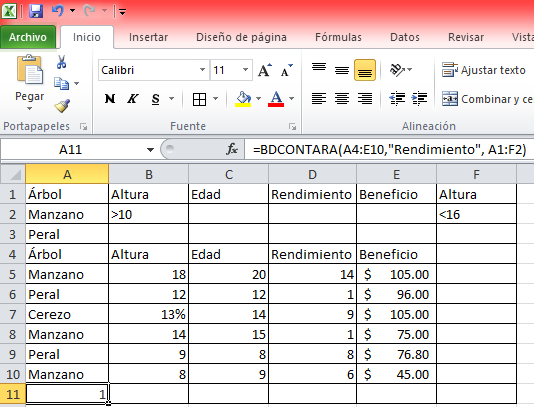 Archivo Inicio Insertar Diseño de página Fórmulas Datos Revisar Vista
Pegar
Calibri 11 A A Ajustar texto
N K S A Combinar y ce
Portapapeles Fuente Alineación
A11 fx =BDCONTARA(A4:E10,"Rendimiento", A1:F2)
A B C D E F
1 Árbol Altura Edad Rendimiento Beneficio Altura
2 Manzano >10 <16
3 Peral
4 Árbol Altura Edad Rendimiento Beneficio
5 Manzano 18 20 14 $ 105.00
6 Peral 12 12 1 $ 96.00
7 Cerezo 13% 14 9 $ 105.00
8 Manzano 14 15 1 $ 75.00
9 Peral 9 8 8 $ 76.80
10 Manzano 8 9 6 $ 45.00
11 1